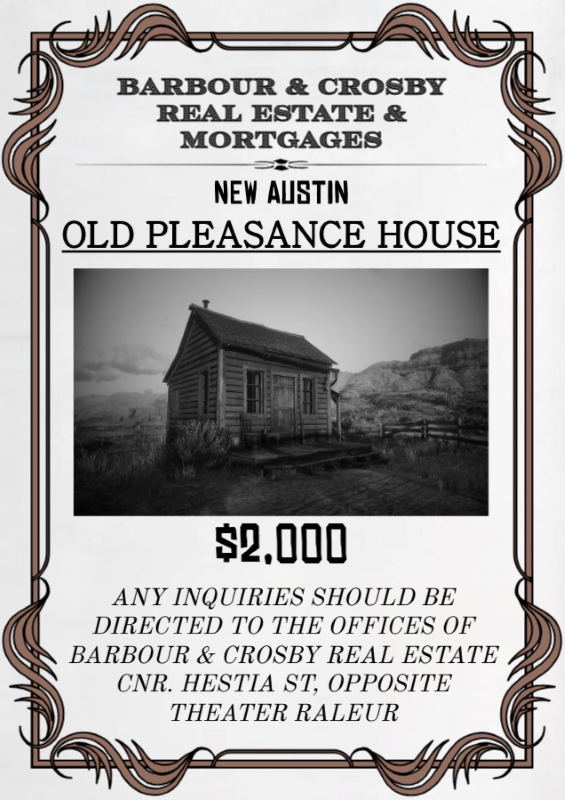 BARBOUR & CROSBY
REAL ESTATE &
MORTGAGES
NEW AUSTIN
OLD PLEASANCE HOUSE
$2,000
ANY INQUIRIES SHOULD BE
DIRECTED TO THE OFFICES OF
BARBOUR & CROSBY REAL ESTATE
CNR. HESTIA ST, OPPOSITE
THEATER RALEUR